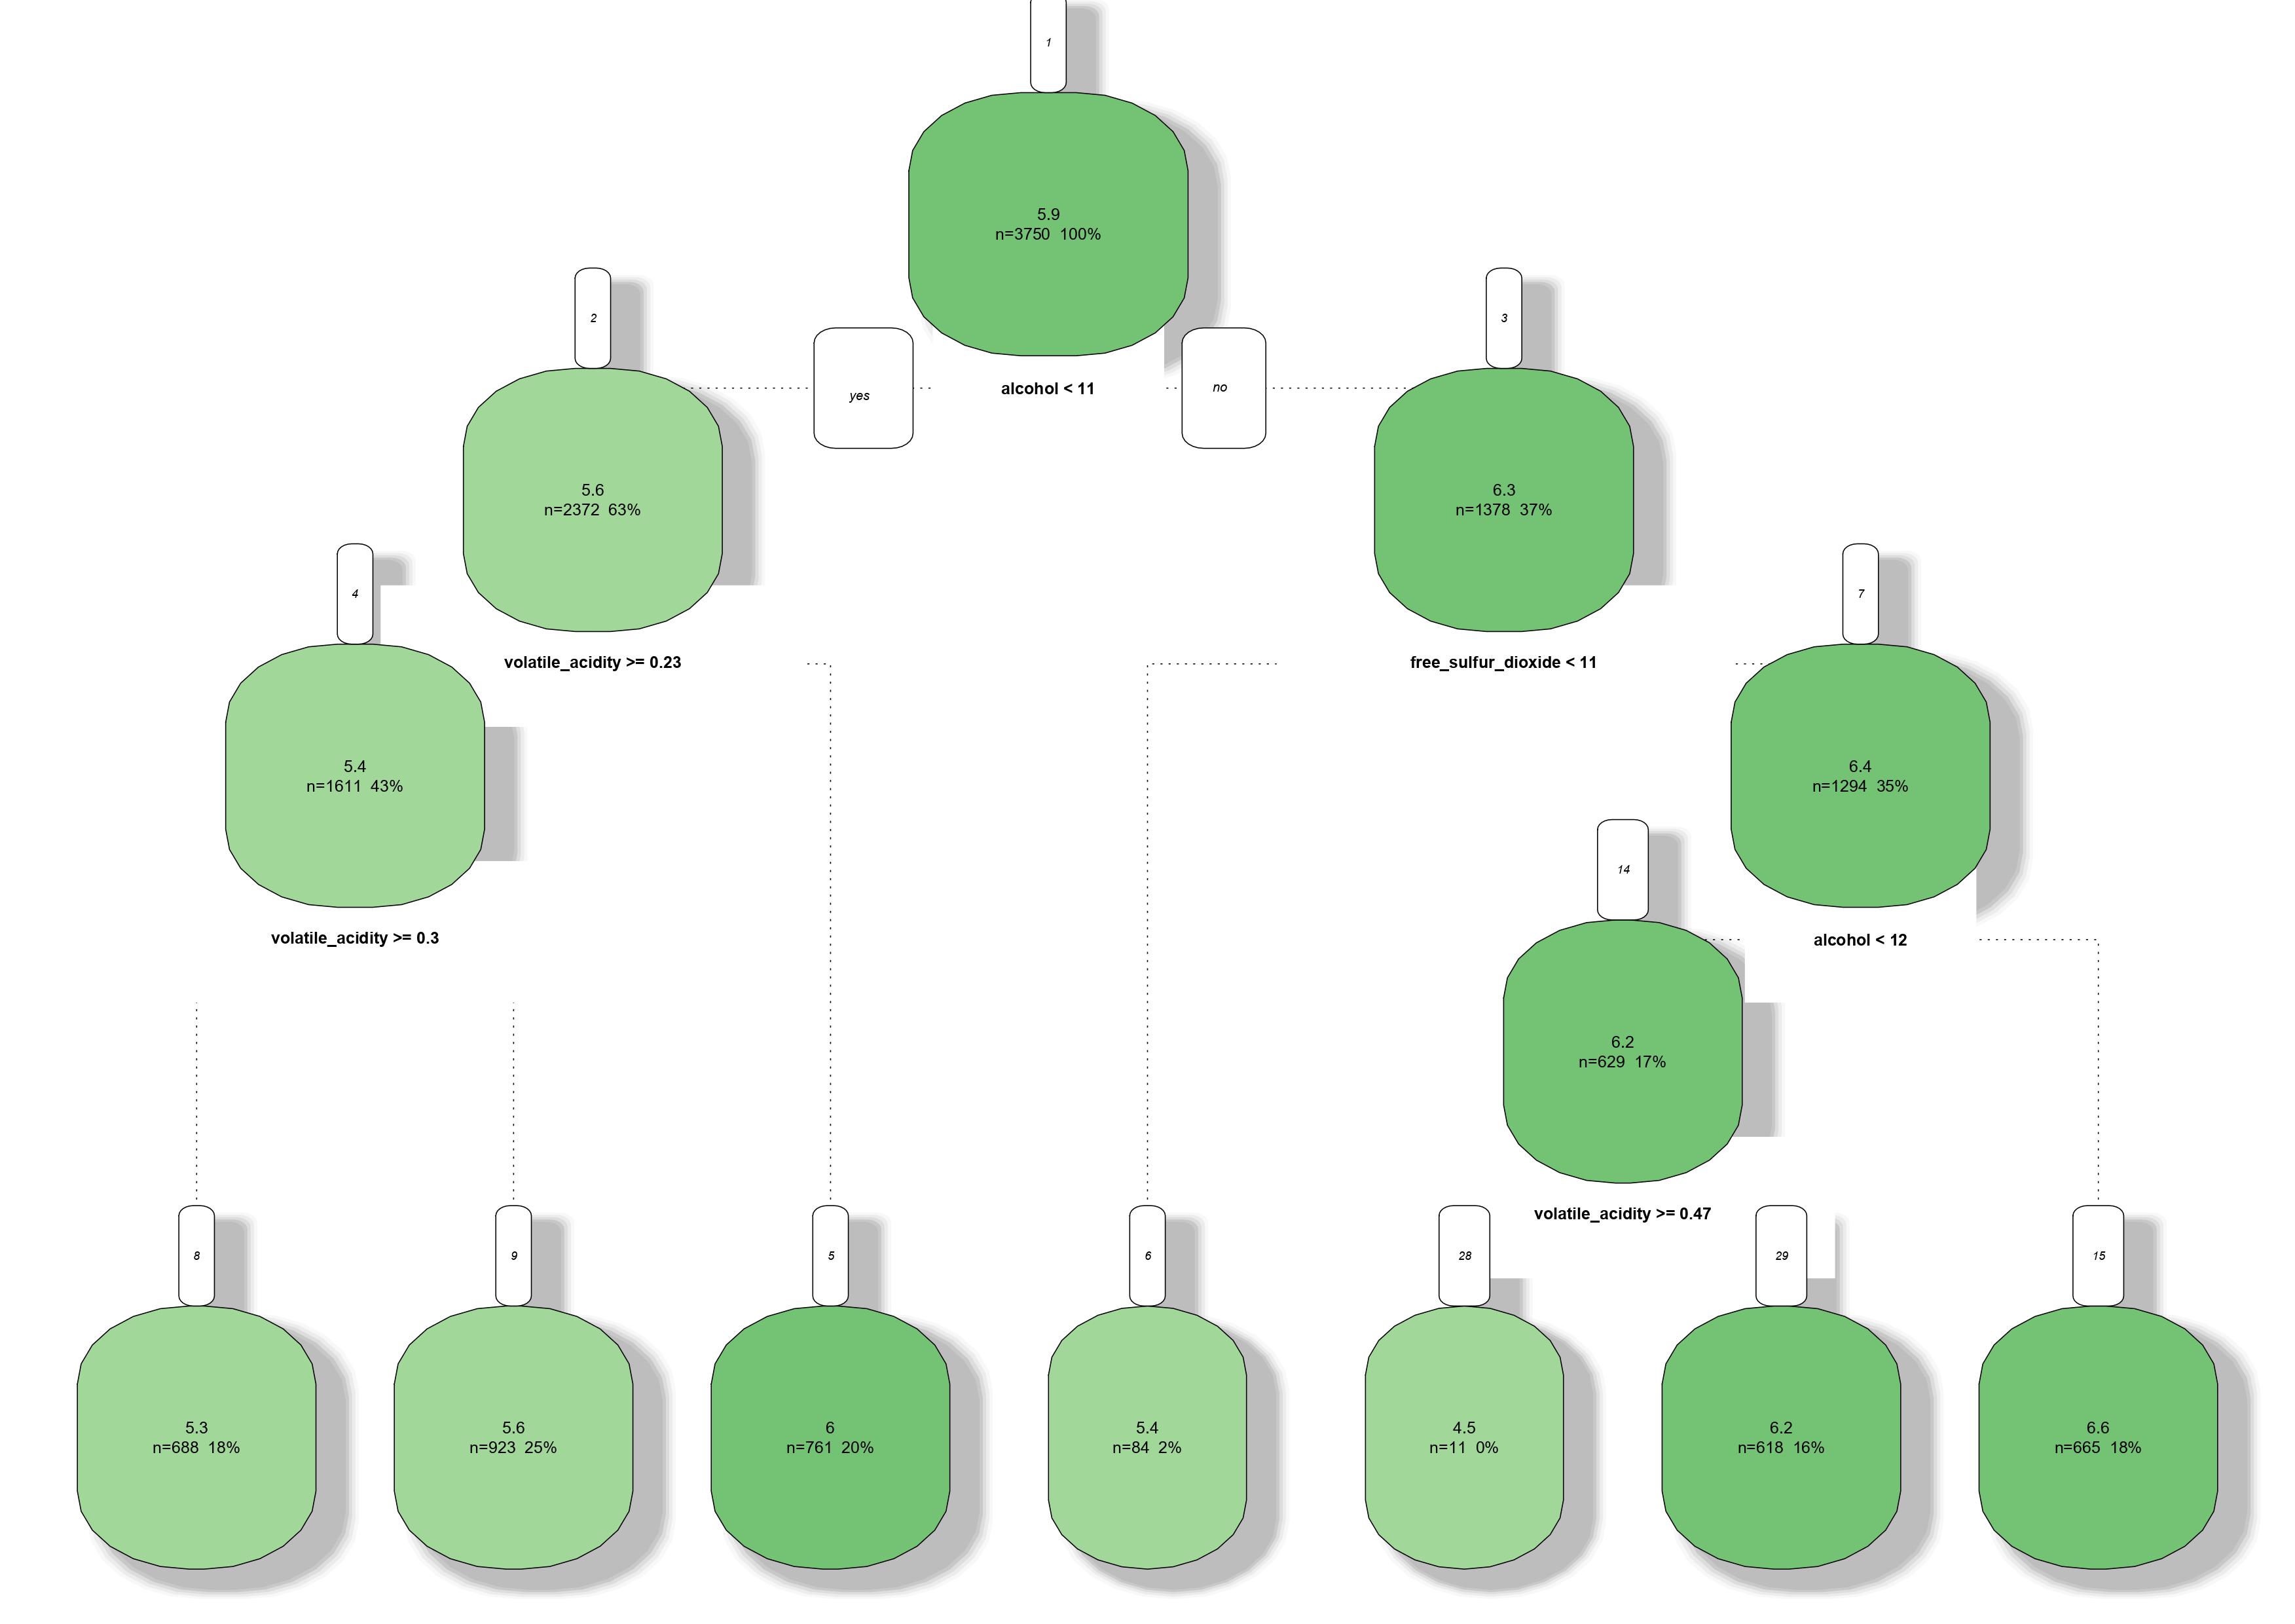 1
5.9
n=3750 100%
2
3
yes
alcohol < 11
no
5.6
n=2372 63%
6.3
n=1378 37%
4
7
volatile_acidity >= 0.23
free_sulfur_dioxide < 11
5.4
n=1611 43%
6.4
n=1294 35%
14
volatile_acidity >= 0.3
alcohol < 12
6.2
n=629 17%
volatile_acidity >= 0.47
8
9
5
6
28
29
15
5.3
n=688 18%
5.6
n=923 25%
6
n=761 20%
5.4
n=84 2%
4.5
n=11 0%
6.2
n=618 16%
6.6
n=665 18%